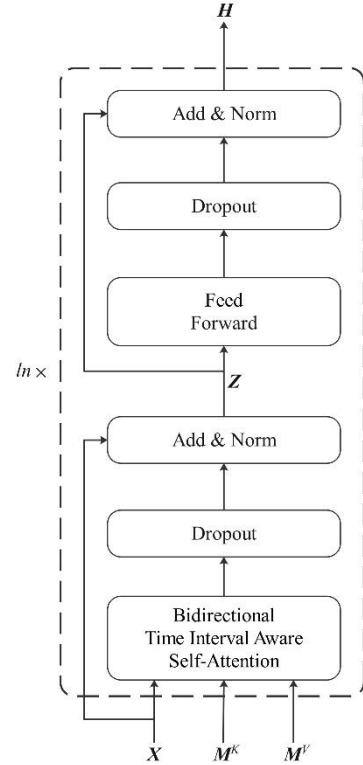 H
Add & Norm
Dropout
Feed
Forward
ln ×
Z
Add & Norm
Dropout
Bidirectional
Time Interval Aware
Self-Attention
X M^K M^V